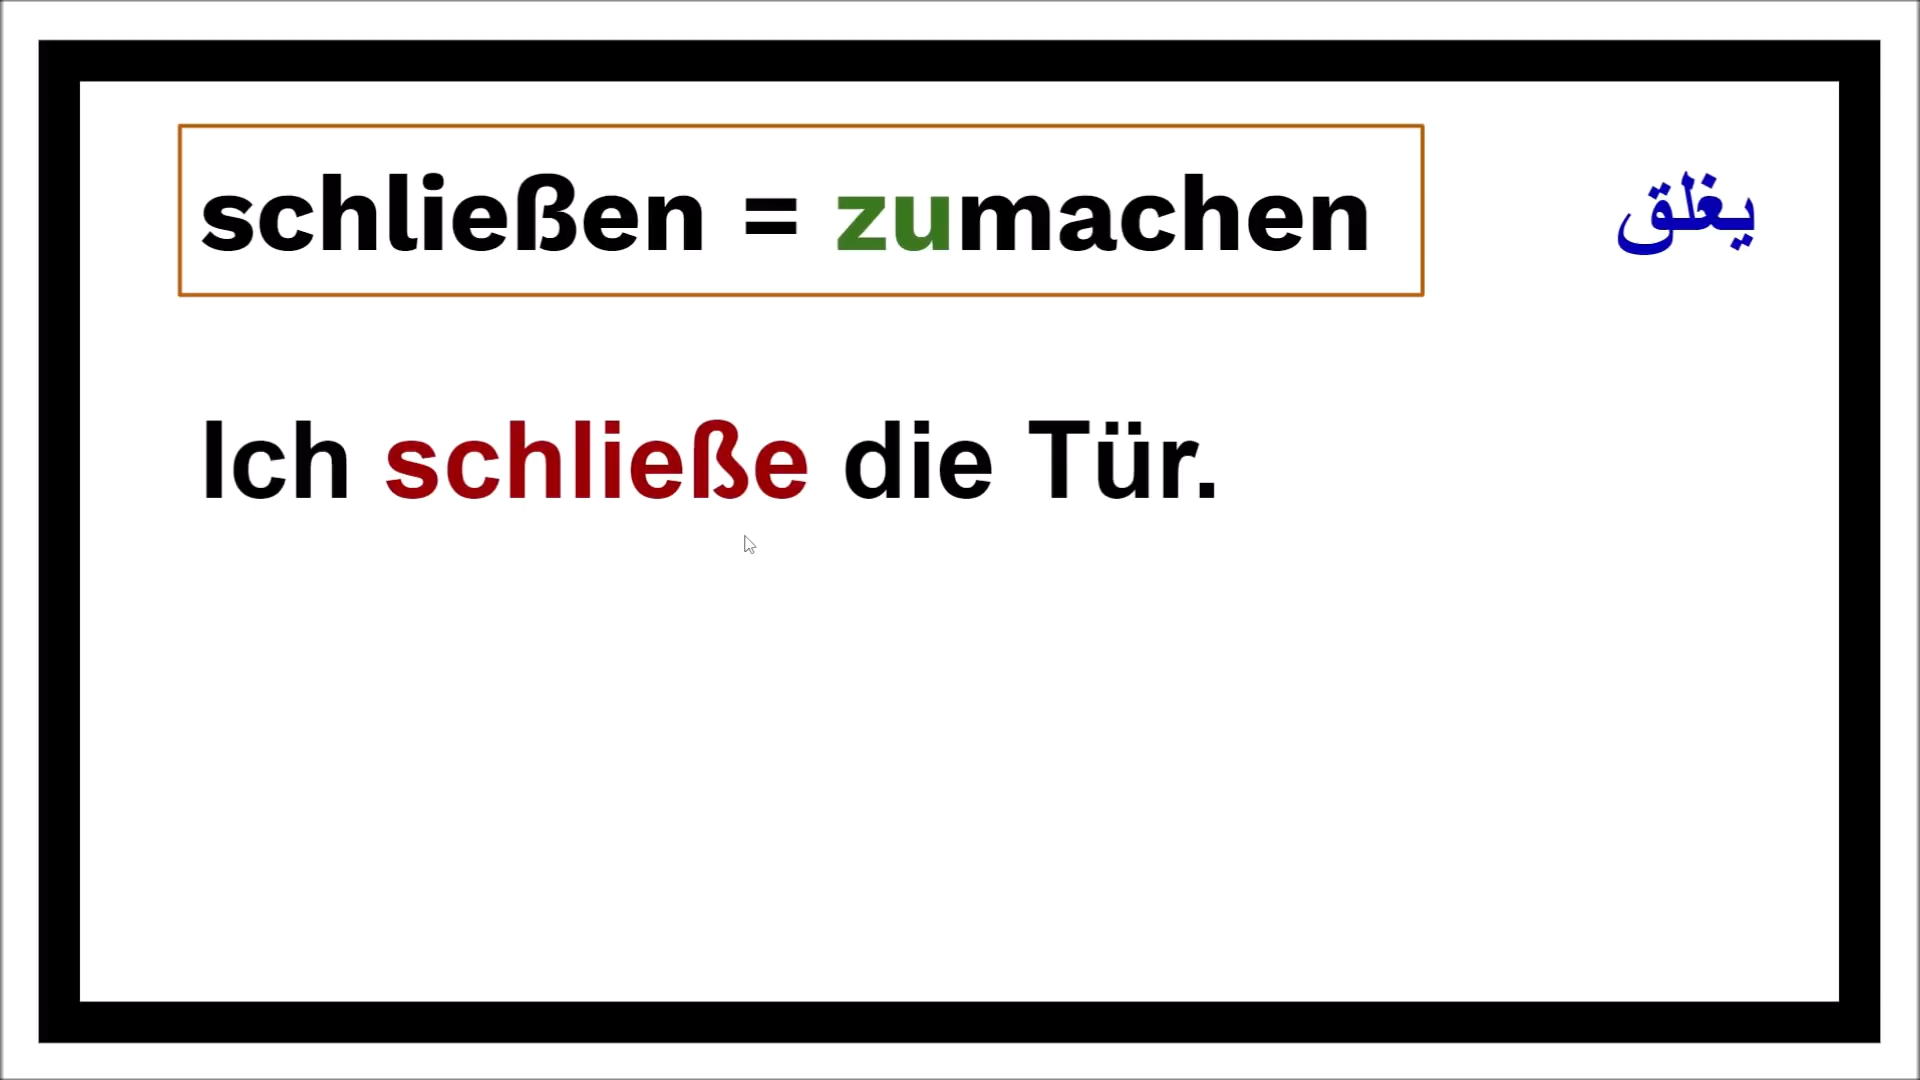 schließen = zumachen
يغلق
Ich schließe die Tür.